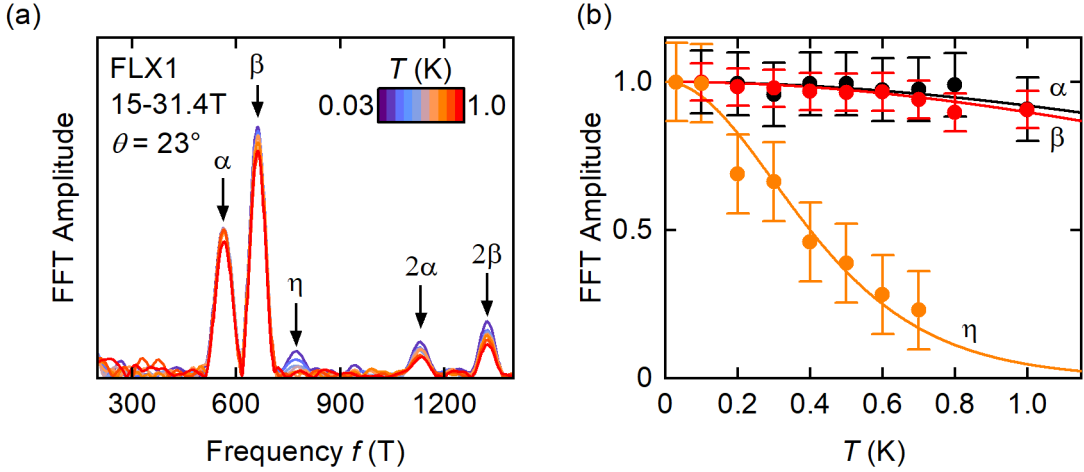 (a)
FLX1
15-31.4T
θ = 23°
T (K)
0.03
1.0
α
β
η
2α
2β
FFT Amplitude
300
600
900
1200
Frequency f (T)
(b)
1.0
0.5
0
α
β
η
FFT Amplitude
0
0.2
0.4
0.6
0.8
1.0
T (K)